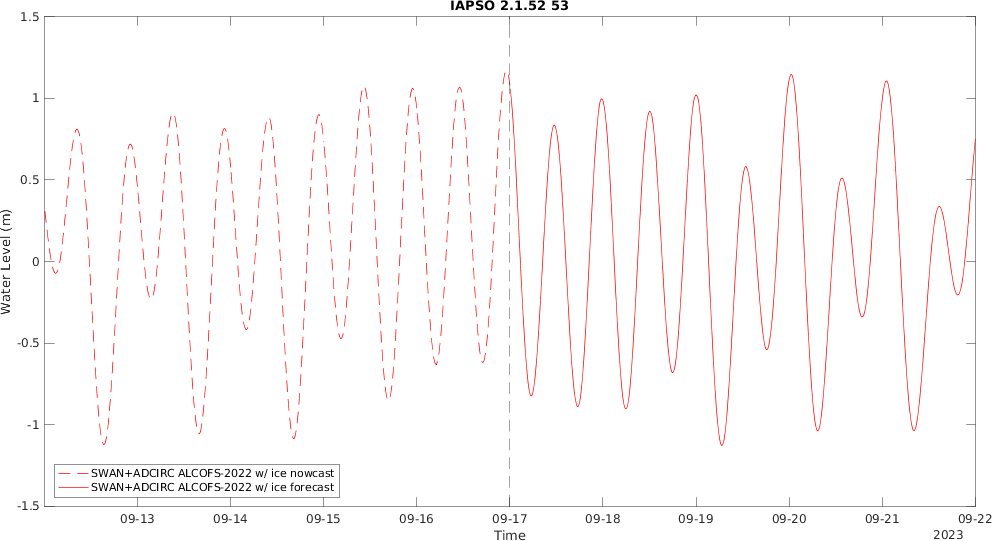 IAPSO 2.1.52 53
1.5
1
0.5
0
-0.5
-1
-1.5
Water Level (m)
SWAN+ADCIRC ALCOFS-2022 w/ ice nowcast
SWAN+ADCIRC ALCOFS-2022 w/ ice forecast
09-13 09-14 09-15 09-16 09-17 09-18 09-19 09-20 09-21 09-22
Time
2023